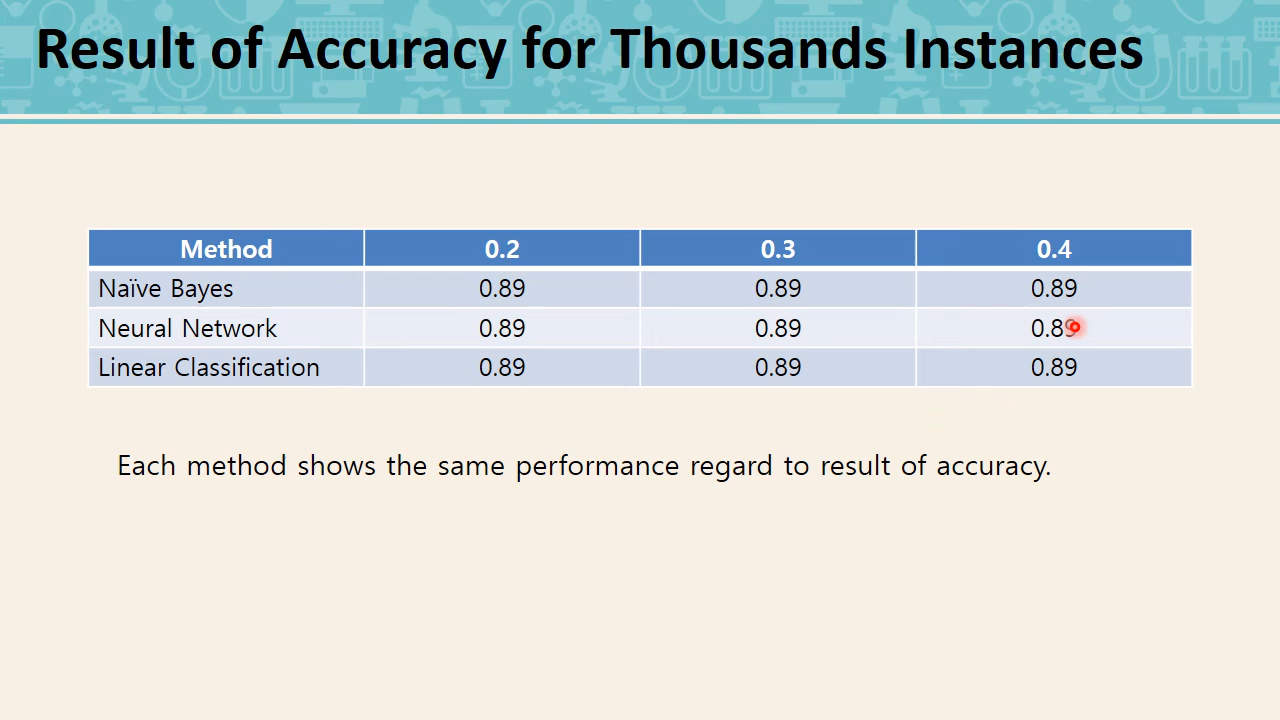 Result of Accuracy for Thousands Instances
Method 0.2 0.3 0.4
Naïve Bayes 0.89 0.89 0.89
Neural Network 0.89 0.89 0.89
Linear Classification 0.89 0.89 0.89
Each method shows the same performance regard to result of accuracy.